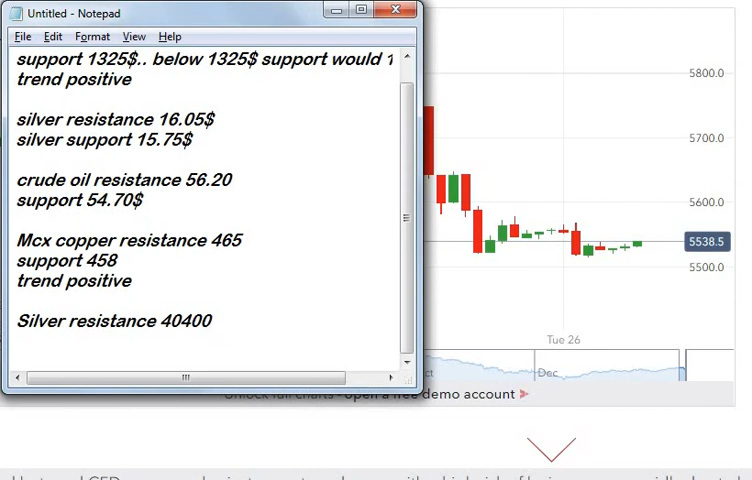 Untitled - Notepad
File Edit Format View Help
support 1325$.. below 1325$ support would
trend positive
silver resistance 16.05$
silver support 15.75$
crude oil resistance 56.20
support 54.70$
Mcx copper resistance 465
support 458
trend positive
Silver resistance 40400
5800.0
5700.0
5600.0
5538.5
5500.0
Tue 26
Dec
Unlock full charts - open a free demo account